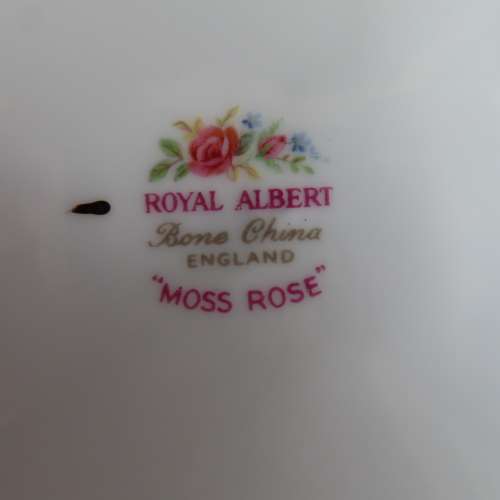 ROYAL ALBERT
Bone China
ENGLAND
"MOSS ROSE"